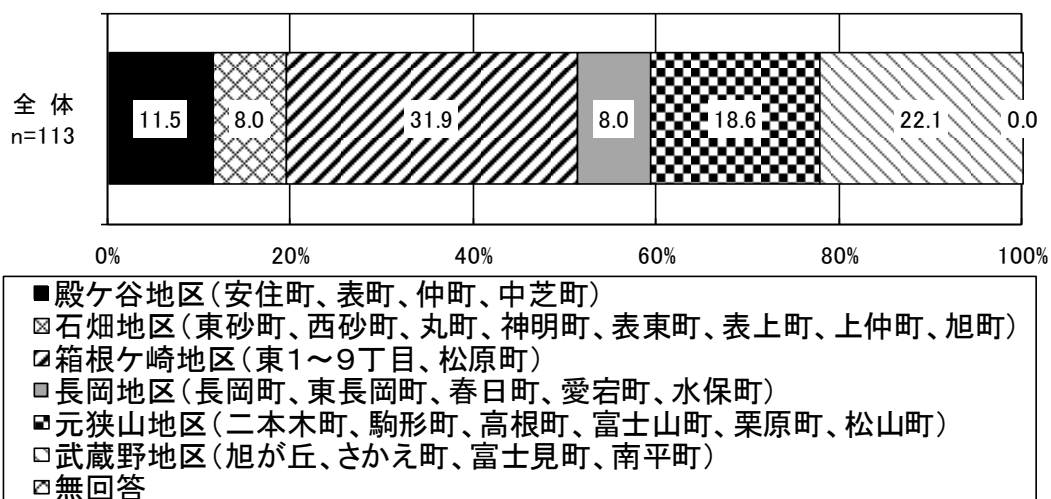 全 体
n=113
11.5
8.0
31.9
8.0
18.6
22.1
0.0
0%
20%
40%
60%
80%
100%
殿ケ谷地区(安住町、表町、仲町、中芝町)
石畑地区(東砂町、西砂町、丸町、神明町、表東町、表上町、上仲町、旭町)
箱根ケ崎地区(東1～9丁目、松原町)
長岡地区(長岡町、東長岡町、春日町、愛宕町、水保町)
元狭山地区(二本木町、駒形町、高根町、富士山町、栗原町、松山町)
武蔵野地区(旭が丘、さかえ町、富士見町、南平町)
無回答